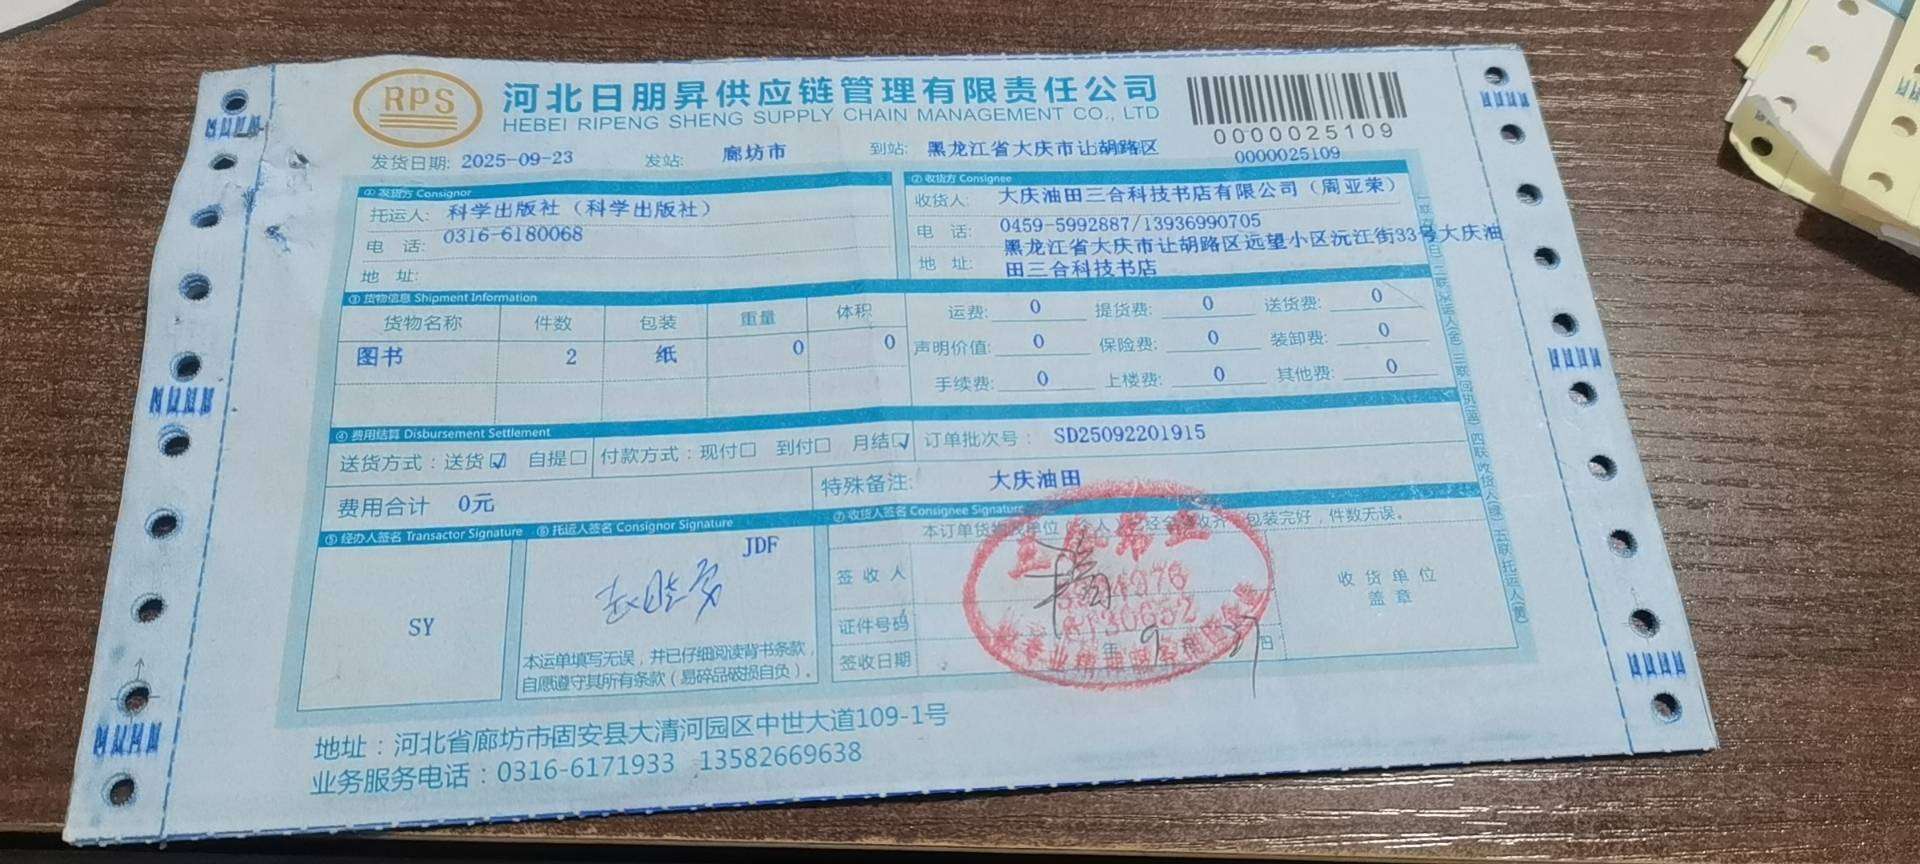 RPS
河北日朋昇供应链管理有限责任公司
HEBEI RIPENG SHENG SUPPLY CHAIN MANAGEMENT CO., LTD
0000025109
发货日期: 2025-09-23 发站: 廊坊市 到站: 黑龙江省大庆市让胡路区 0000025109
① 发货方 Consignor
托运人: 科学出版社（科学出版社）
电 话: 0316-6180068
地 址:
② 收货方 Consignee
收货人: 大庆油田三合科技书店有限公司（周亚荣）
电 话: 0459-5992887/13936990705
地 址: 黑龙江省大庆市让胡路区远望小区沅江街33号大庆油
田三合科技书店
③ 货物信息 Shipment Information
货物名称 件数 包装 重量 体积
图书 2 纸 0 0
运费: 0 提货费: 0 送货费: 0
声明价值: 0 保险费: 0 装卸费: 0
手续费: 0 上楼费: 0 其他费: 0
④ 费用结算 Disbursement Settlement
送货方式：送货☑ 自提□ 付款方式：现付□ 到付□ 月结☑ 订单批次号： SD25092201915
费用合计 0元 特殊备注: 大庆油田
⑤ 经办人签名 Transactor Signature
SY
⑥ 托运人签名 Consignor Signature
JDF
本运单填写无误，并已仔细阅读背书条款，
自愿遵守其所有条款（易碎品破损自负）。
⑦ 收货人签名 Consignee Signature
本订单货 单位 包装完好，件数无误。
签 收 人
证件号码
签收日期 年 9 27 日
收 货 单 位
盖 章
地址：河北省廊坊市固安县大清河园区中世大道109-1号
业务服务电话：0316-6171933 13582669638